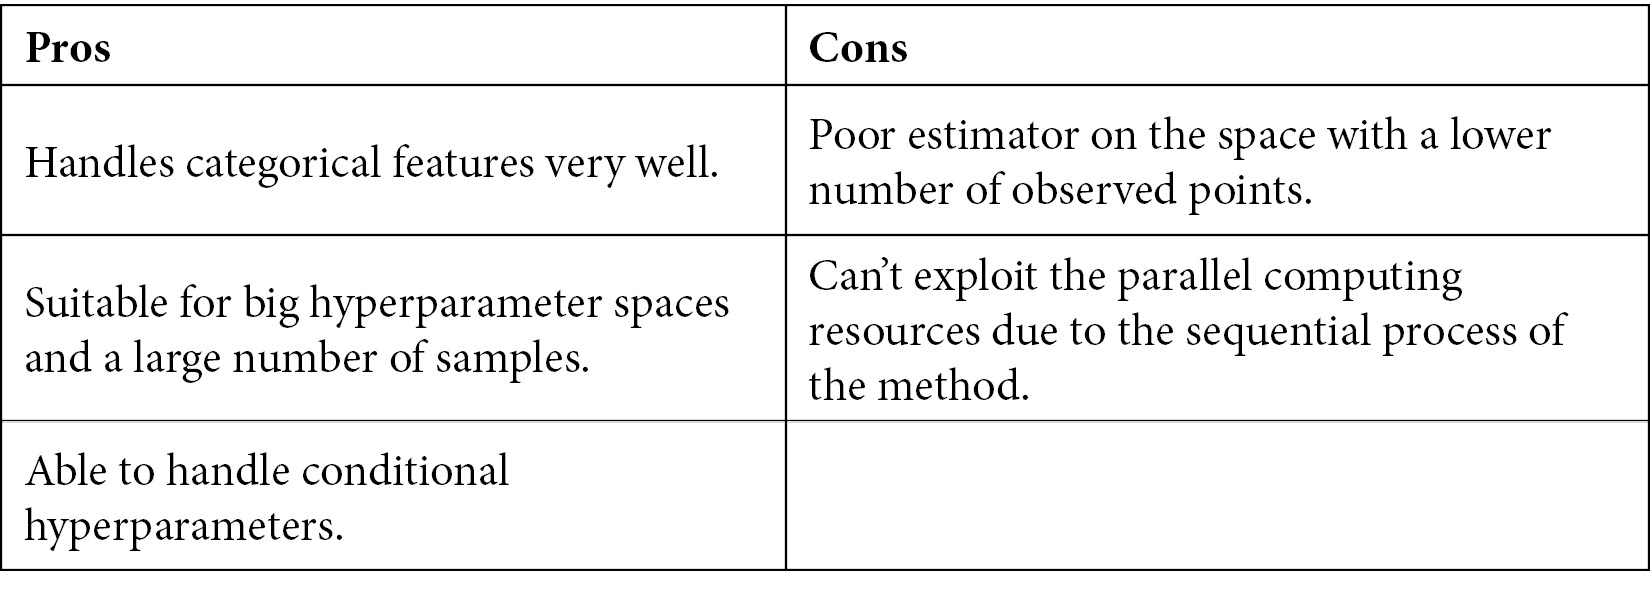 Pros
Cons
Handles categorical features very well.
Poor estimator on the space with a lower
number of observed points.
Suitable for big hyperparameter spaces
and a large number of samples.
Can’t exploit the parallel computing
resources due to the sequential process of
the method.
Able to handle conditional
hyperparameters.